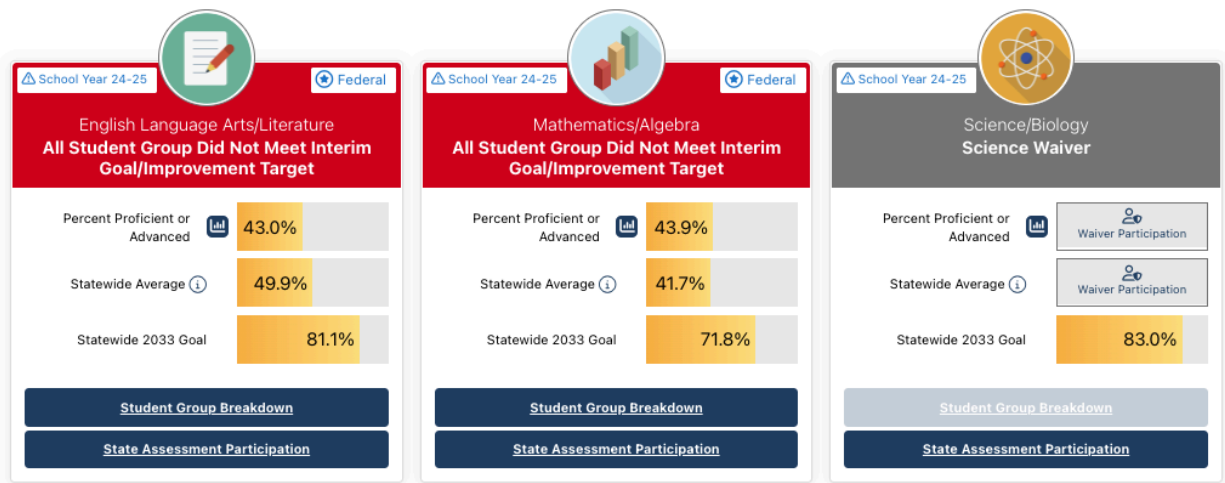 School Year 24-25
Federal
English Language Arts/Literature
All Student Group Did Not Meet Interim
Goal/Improvement Target
Percent Proficient or
Advanced
43.0%
Statewide Average
49.9%
Statewide 2033 Goal
81.1%
Student Group Breakdown
State Assessment Participation
School Year 24-25
Federal
Mathematics/Algebra
All Student Group Did Not Meet Interim
Goal/Improvement Target
Percent Proficient or
Advanced
43.9%
Statewide Average
41.7%
Statewide 2033 Goal
71.8%
Student Group Breakdown
State Assessment Participation
School Year 24-25
Science/Biology
Science Waiver
Percent Proficient or
Advanced
Waiver Participation
Statewide Average
Waiver Participation
Statewide 2033 Goal
83.0%
Student Group Breakdown
State Assessment Participation